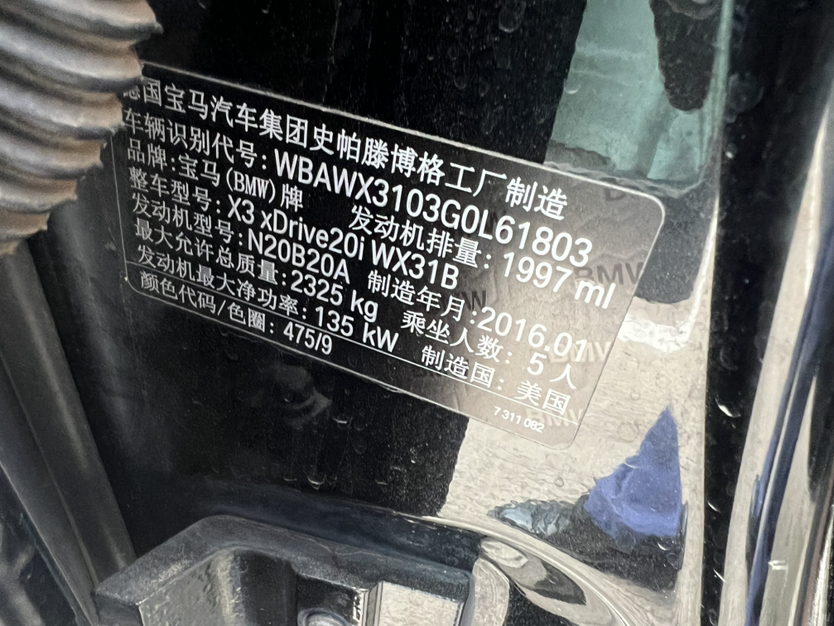 德国宝马汽车集团史帕滕博格工厂制造
车辆识别代号: WBAWX3103G0L61803
品牌: 宝马(BMW)牌 发动机排量: 1997 ml
整车型号: X3 xDrive20i WX31B
发动机型号: N20B20A 制造年月: 2016.01
最大允许总质量: 2325 kg 乘坐人数: 5 人
发动机最大净功率: 135 kW 制造国: 美国
颜色代码/色圈: 475/9
7 311 082